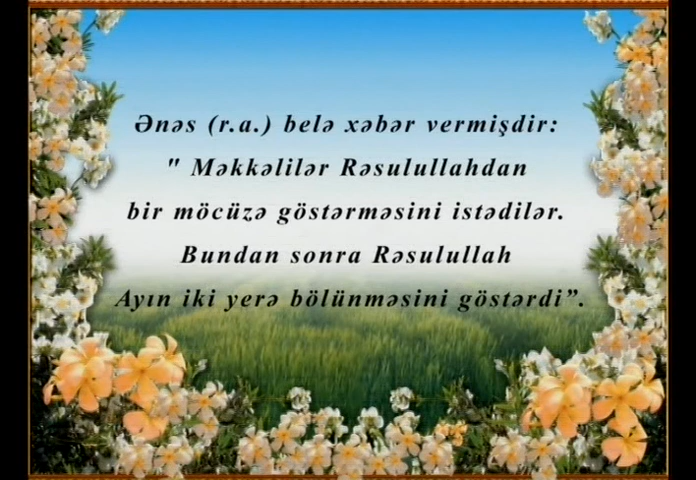 Ənəs (r.a.) belə xəbər vermişdir:
" Məkkəlilər Rəsulullahdan
bir möcüzə göstərməsini istədilər.
Bundan sonra Rəsulullah
Ayın iki yerə bölünməsini göstərdi”.